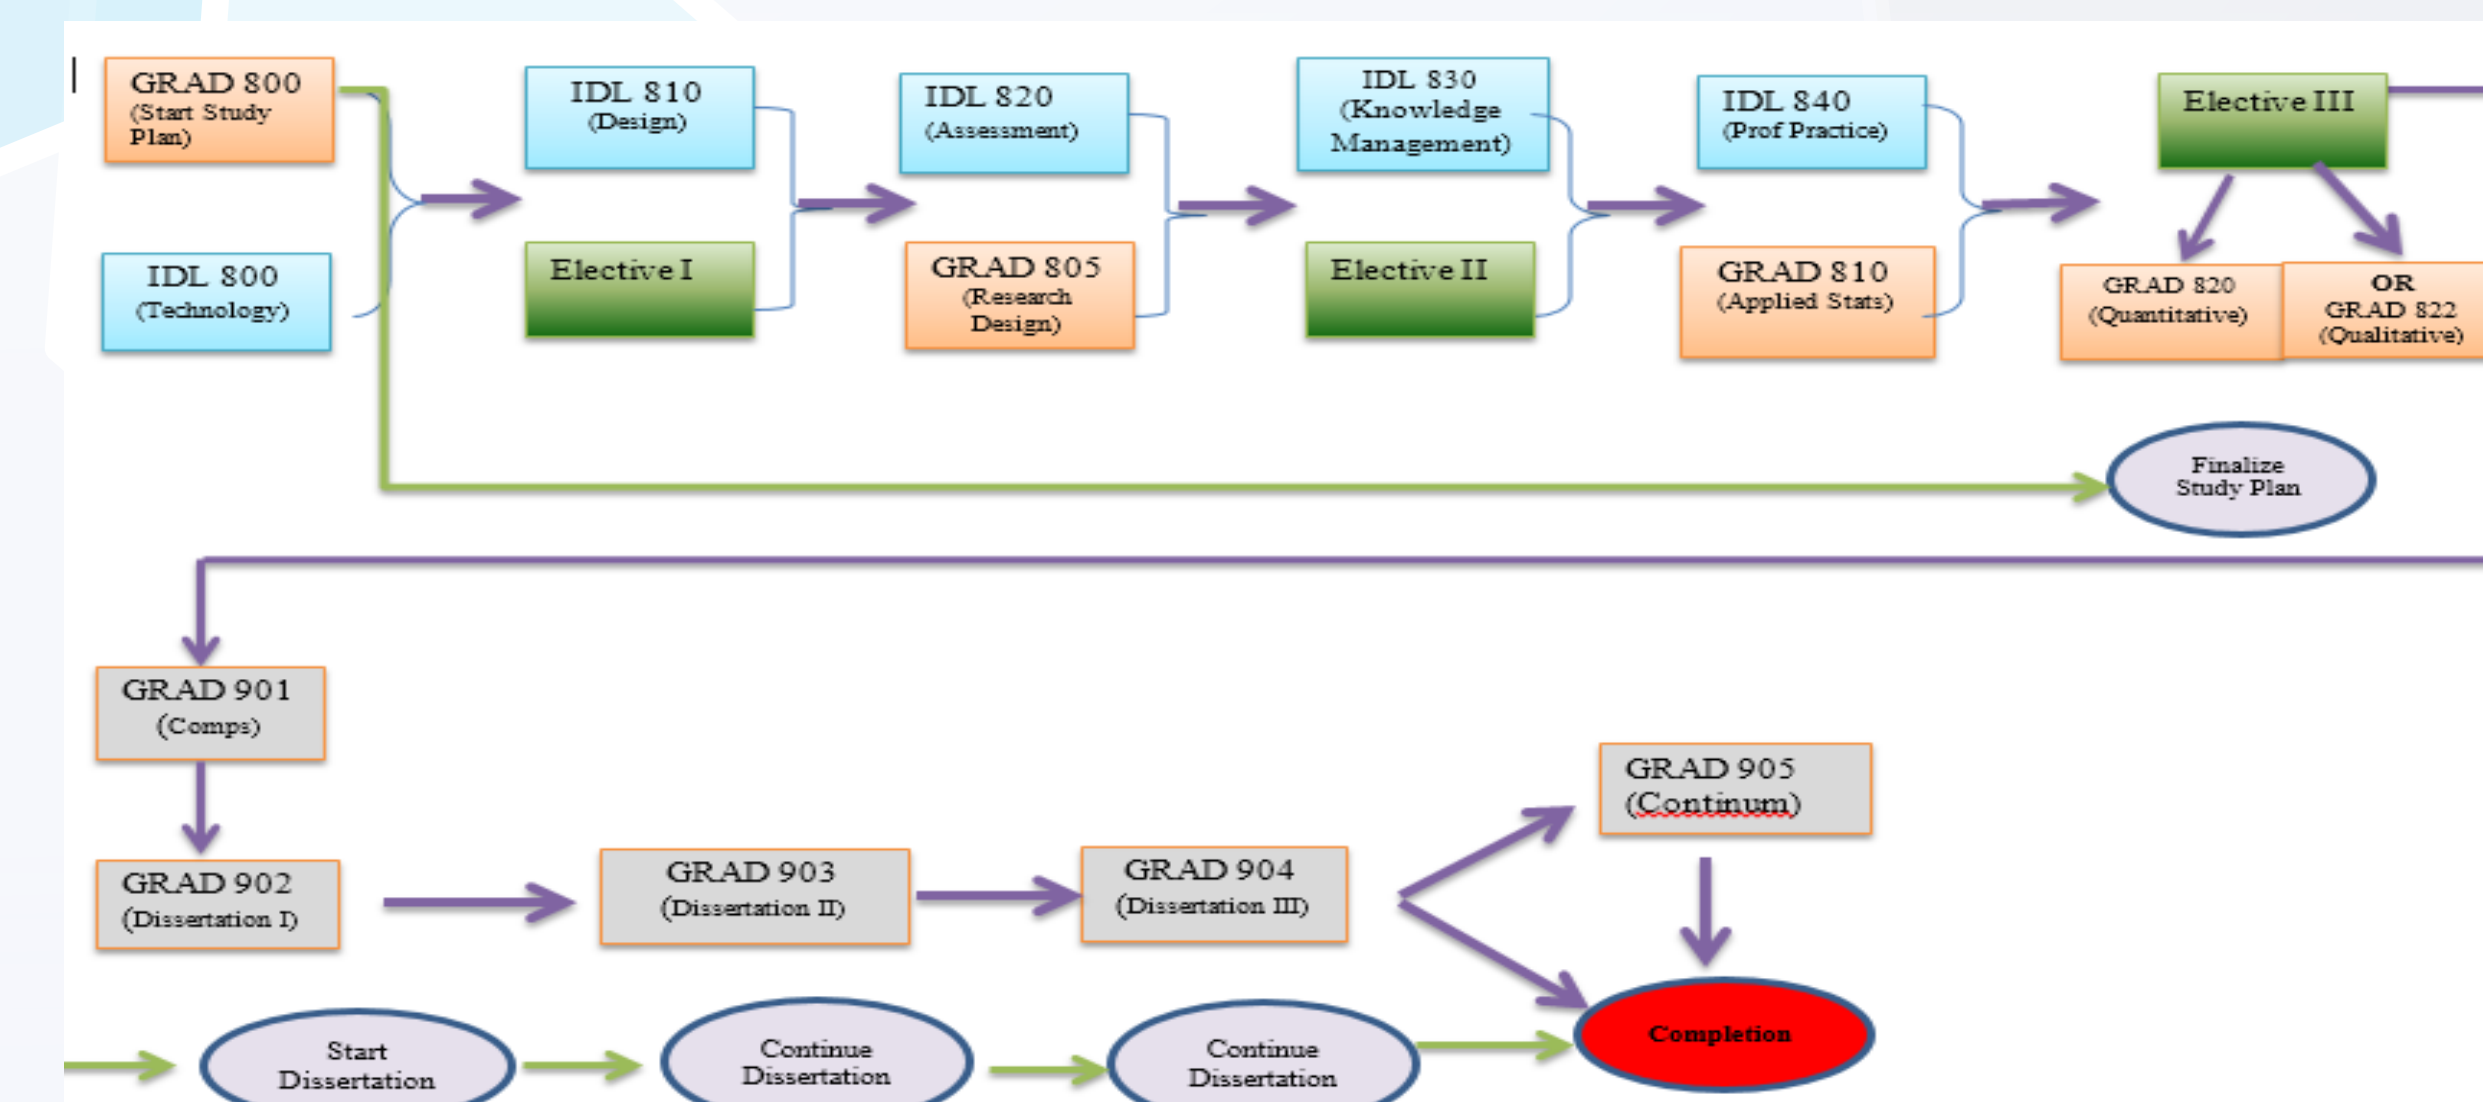 GRAD 800
(Start Study
Plan)
IDL 810
(Design)
IDL 820
(Assessment)
IDL 830
(Knowledge
Management)
IDL 840
(Prof Practice)
Elective III
IDL 800
(Technology)
Elective I
GRAD 805
(Research
Design)
Elective II
GRAD 810
(Applied Stats)
GRAD 820
(Quantitative)
OR
GRAD 822
(Qualitative)
Finalize
Study Plan
GRAD 901
(Comps)
GRAD 902
(Dissertation I)
GRAD 903
(Dissertation II)
GRAD 904
(Dissertation III)
GRAD 905
(Continum)
Start
Dissertation
Continue
Dissertation
Continue
Dissertation
Completion